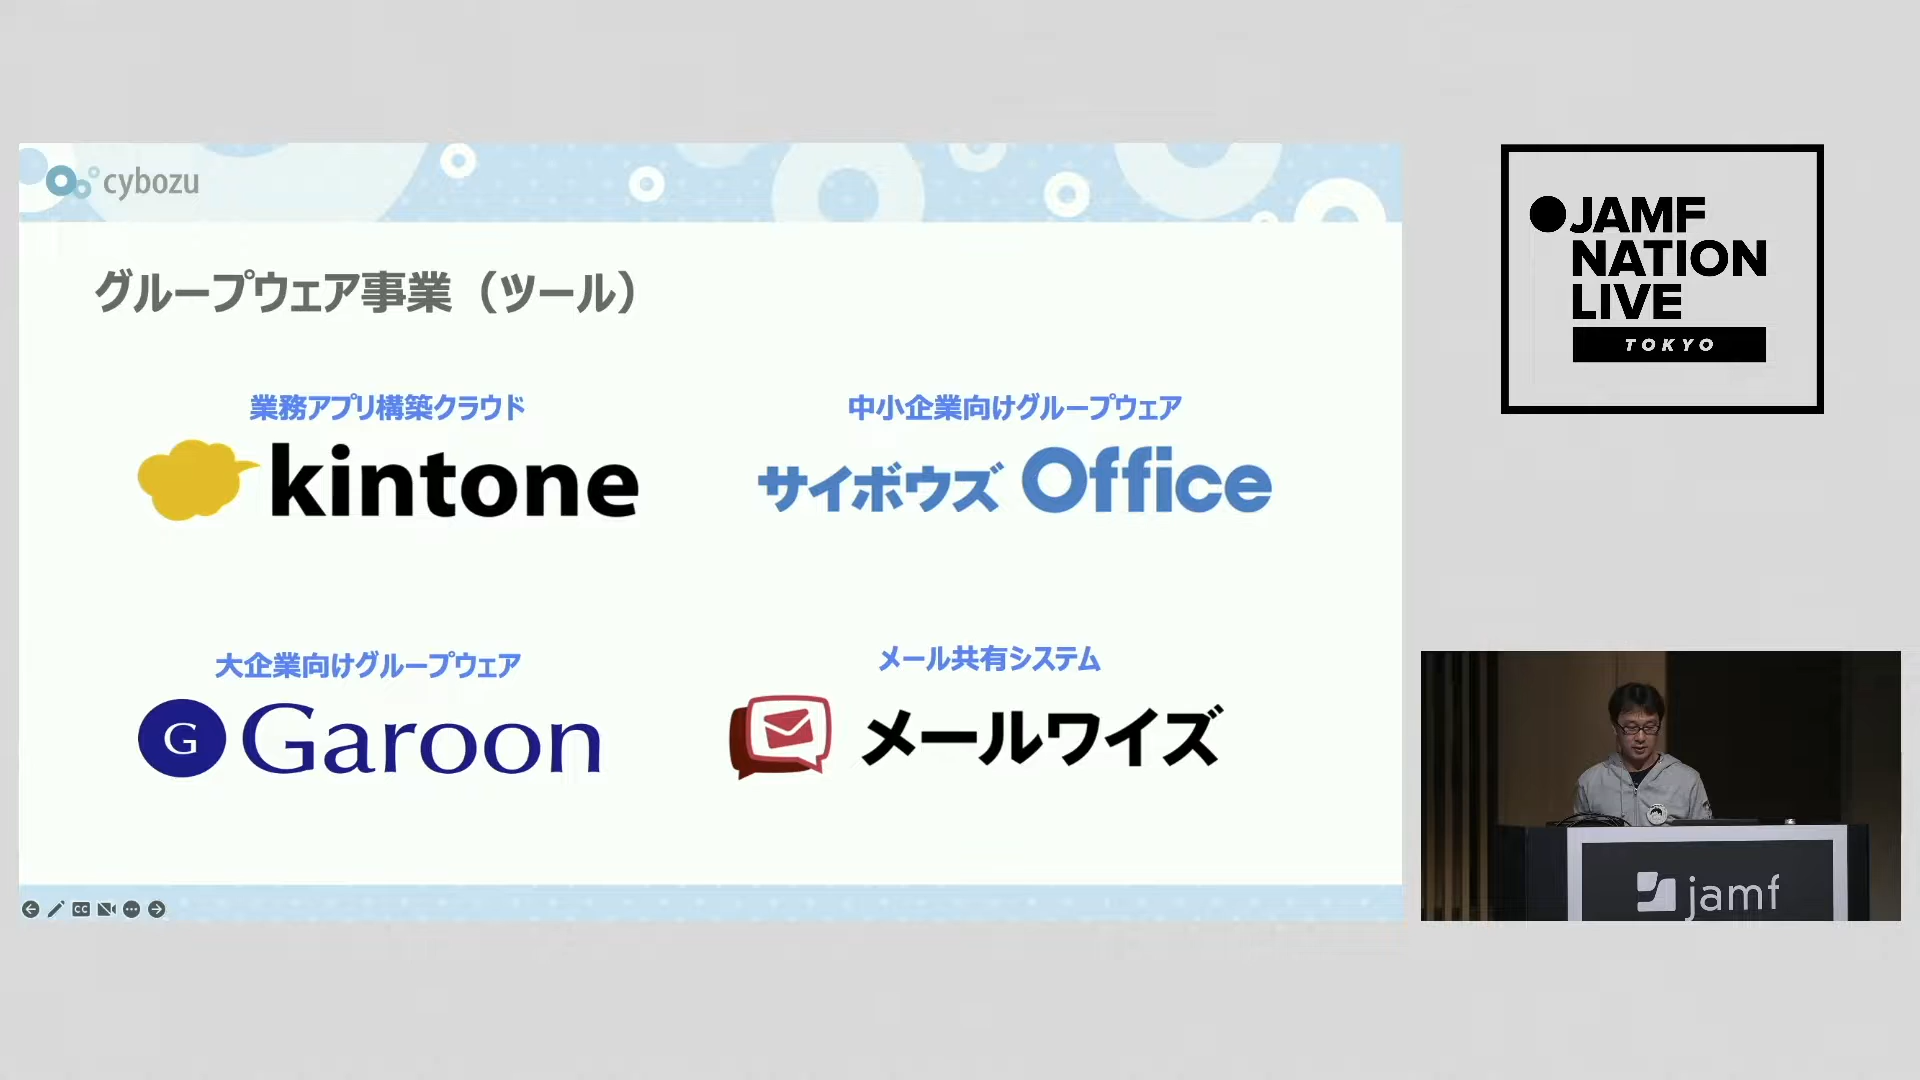 cybozu
グループウェア事業（ツール）
業務アプリ構築クラウド
kintone
中小企業向けグループウェア
サイボウズ Office
大企業向けグループウェア
G Garoon
メール共有システム
メールワイズ
CC
JAMF
NATION
LIVE
TOKYO
jamf